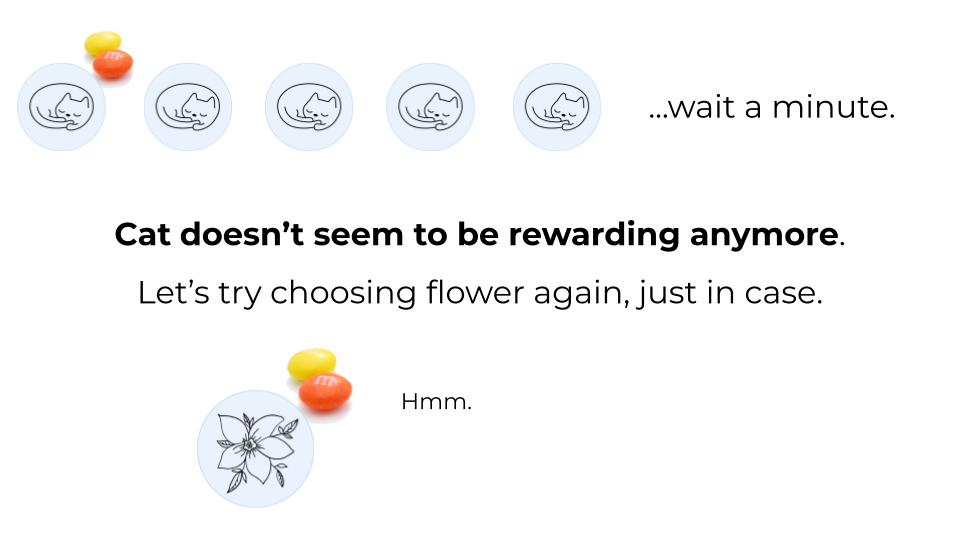 ...wait a minute.
Cat doesn’t seem to be rewarding anymore.
Let’s try choosing flower again, just in case.
Hmm.